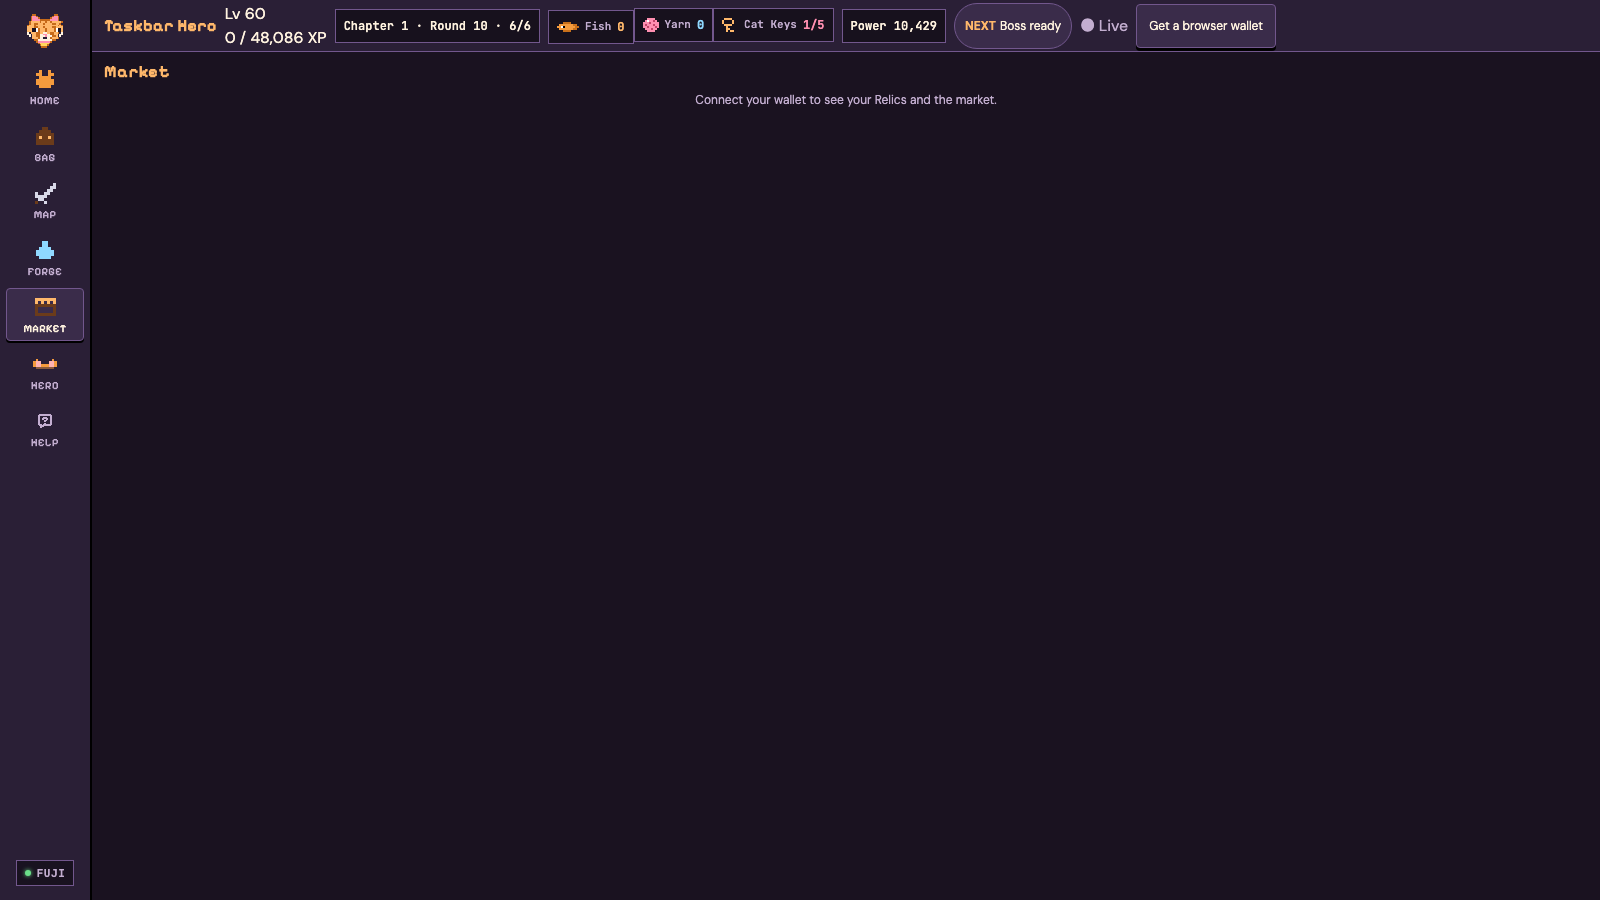 Taskbar Hero
Lv 60
0 / 48,086 XP
Chapter 1 · Round 10 · 6/6
Fish 0
Yarn 0
Cat Keys 1/5
Power 10,429
NEXT Boss ready
Live
Get a browser wallet
HOME
BAG
MAP
FORGE
MARKET
HERO
HELP
FUJI
Market
Connect your wallet to see your Relics and the market.